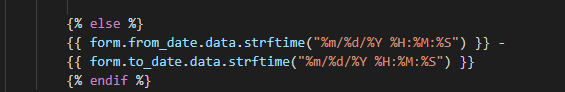 {% else %}
{{ form.from_date.data.strftime("%m/%d/%Y %H:%M:%S") }} -
{{ form.to_date.data.strftime("%m/%d/%Y %H:%M:%S") }}
{% endif %}